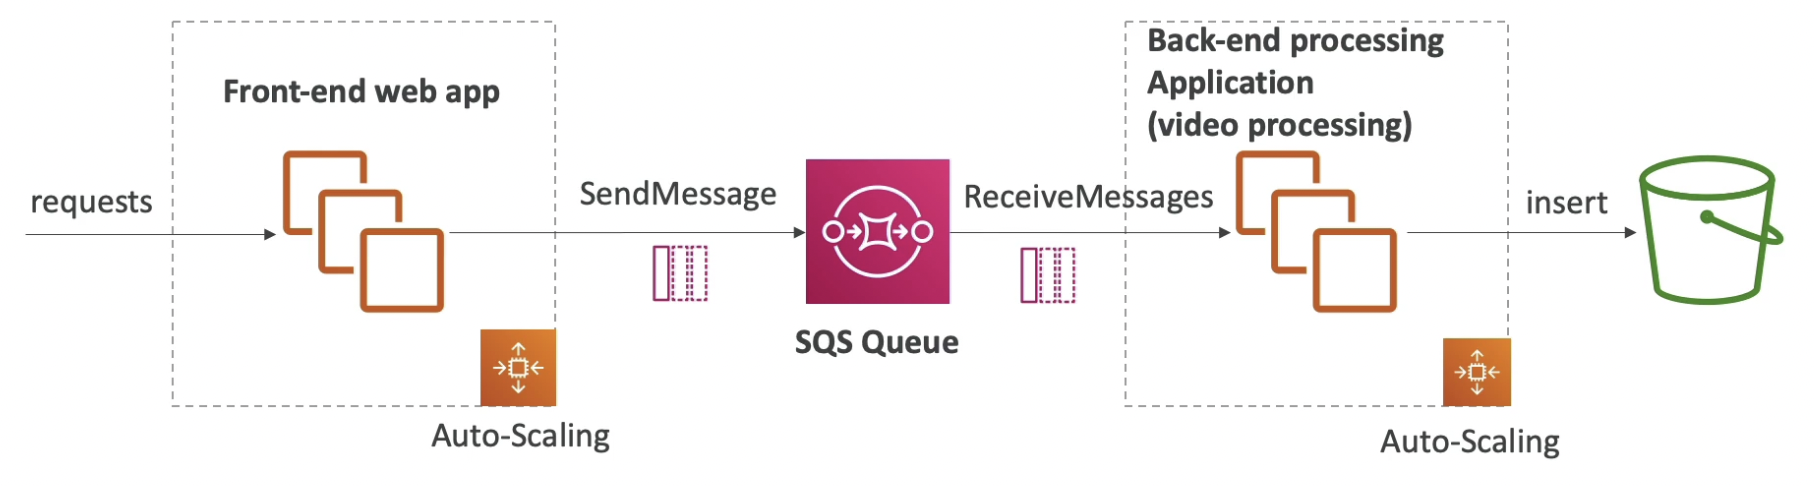 requests
Front-end web app
Auto-Scaling
SendMessage
SQS Queue
ReceiveMessages
Back-end processing
Application
(video processing)
Auto-Scaling
insert